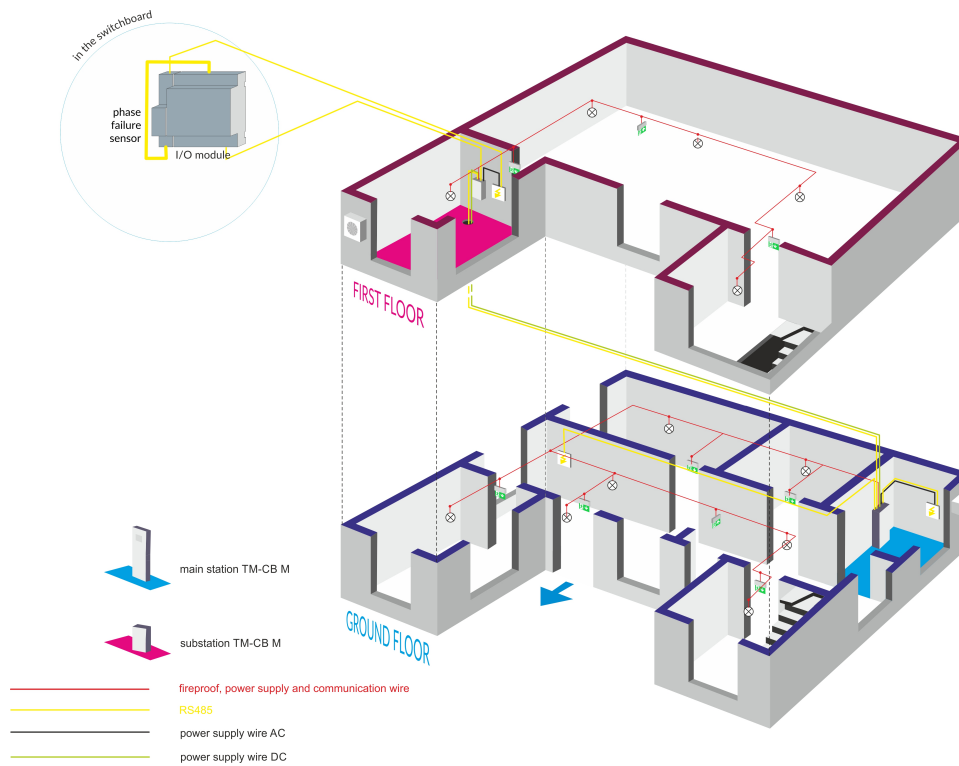 in the switchboard
phase
failure
sensor
I/O module
FIRST FLOOR
GROUND FLOOR
main station TM-CB M
substation TM-CB M
fireproof, power supply and communication wire
RS485
power supply wire AC
power supply wire DC